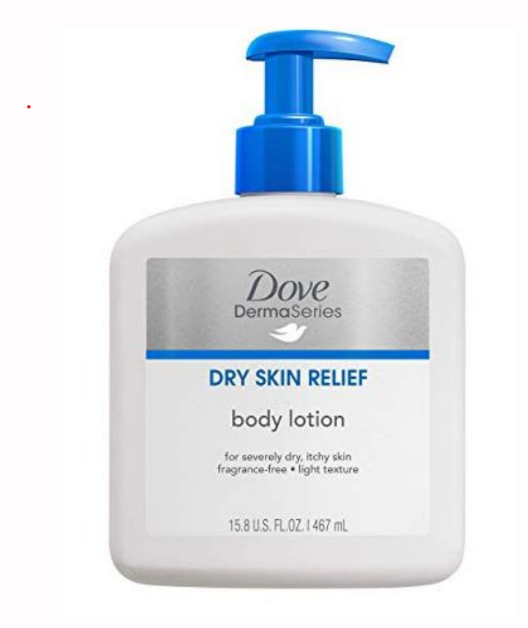 Dove
DermaSeries
DRY SKIN RELIEF
body lotion
for severely dry, itchy skin
fragrance-free • light texture
15.8 U.S. FL.OZ. | 467 mL